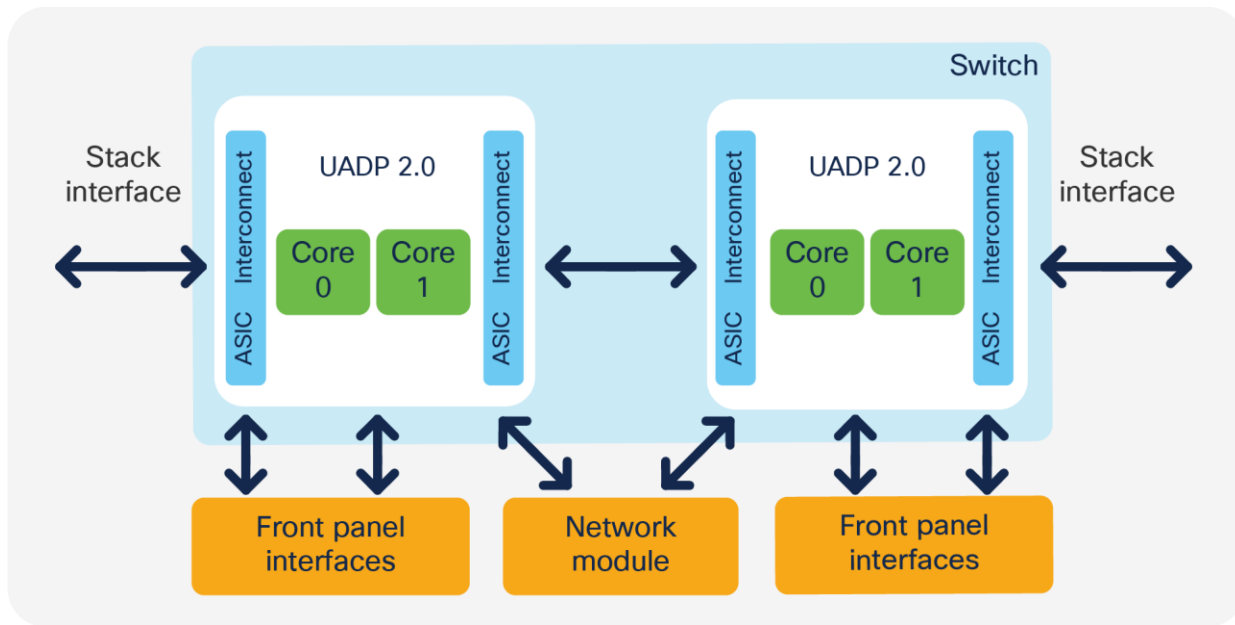 Switch
Stack
interface
ASIC Interconnect
UADP 2.0
Core
0
Core
1
ASIC Interconnect
ASIC Interconnect
UADP 2.0
Core
0
Core
1
ASIC Interconnect
Stack
interface
Front panel
interfaces
Network
module
Front panel
interfaces